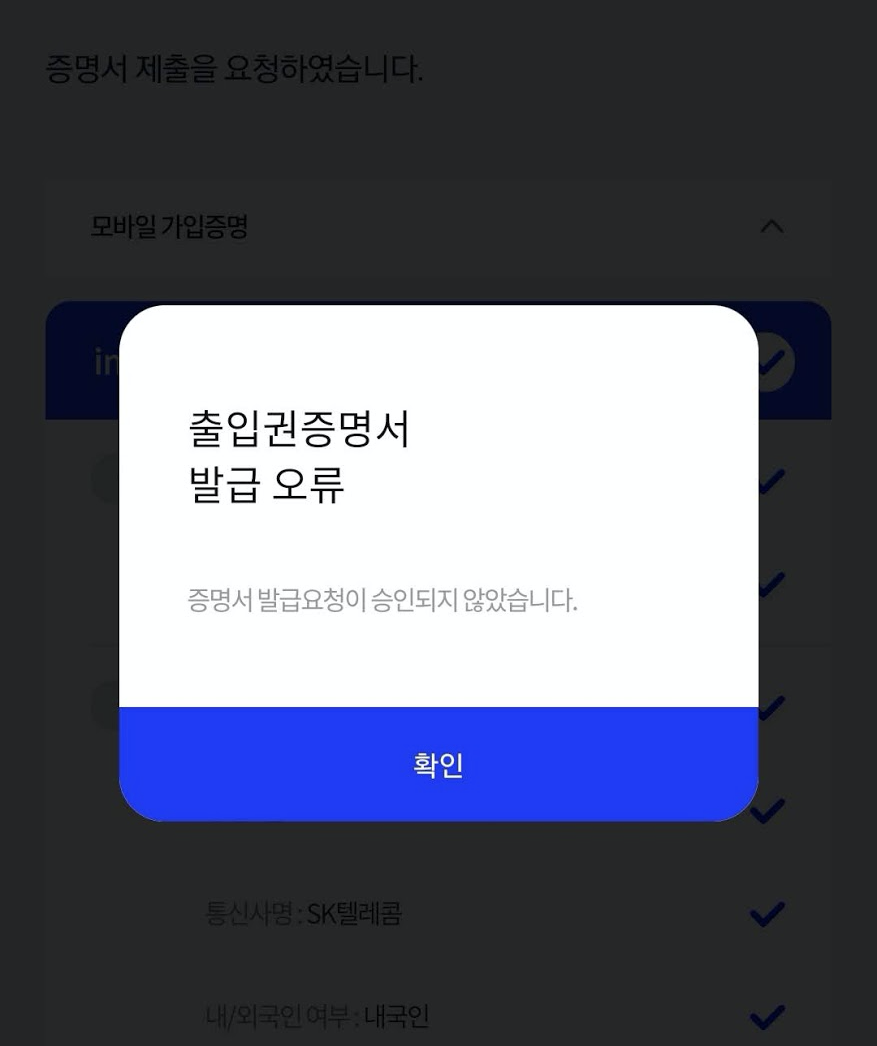 증명서 제출을 요청하였습니다.
모바일 가입증명
출입권증명서
발급 오류
증명서 발급요청이 승인되지 않았습니다.
확인
통신사명 : SK텔레콤
내/외국인 여부 : 내국인